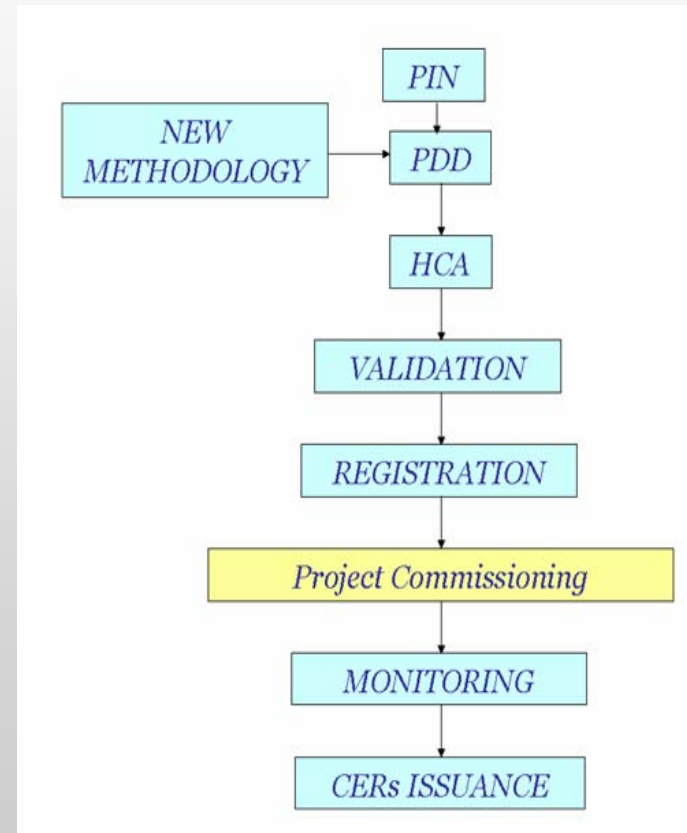 PIN
NEW
METHODOLOGY
PDD
HCA
VALIDATION
REGISTRATION
Project Commissioning
MONITORING
CERs ISSUANCE